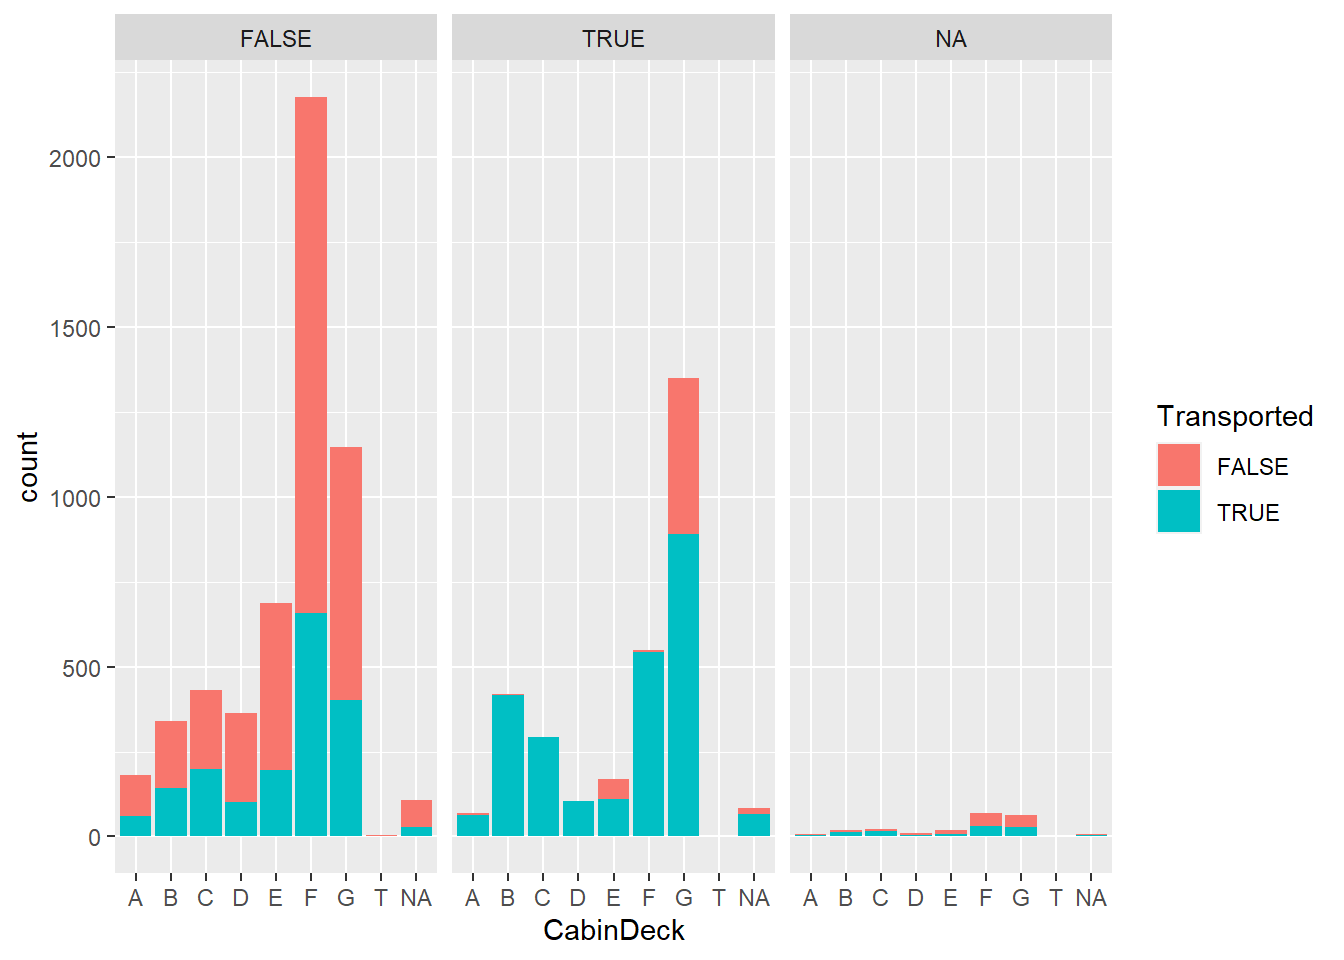 FALSE TRUE NA
2000
1500
1000
500
0
count
A B C D E F G T NA A B C D E F G T NA A B C D E F G T NA
CabinDeck
Transported
FALSE
TRUE